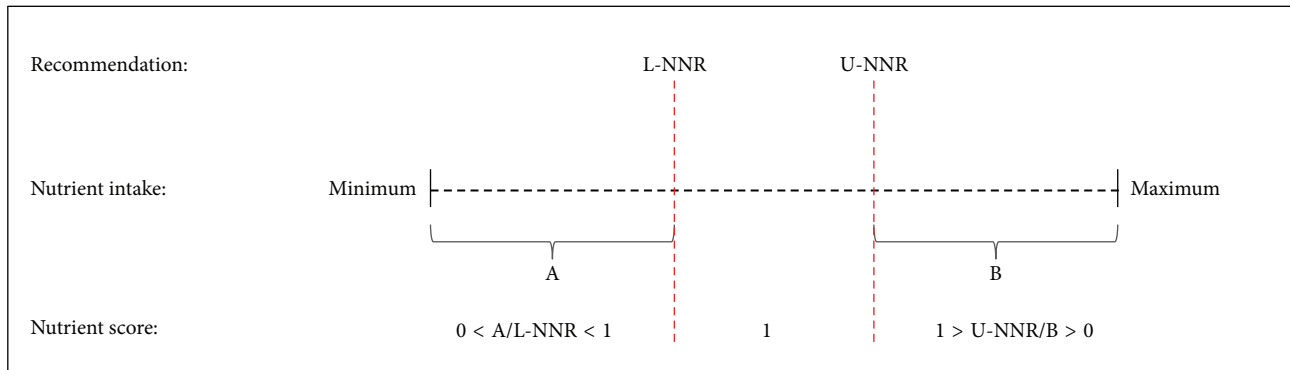 Recommendation: L-NNR U-NNR
Nutrient intake: Minimum Maximum
A B
Nutrient score: 0 < A/L-NNR < 1 1 1 > U-NNR/B > 0